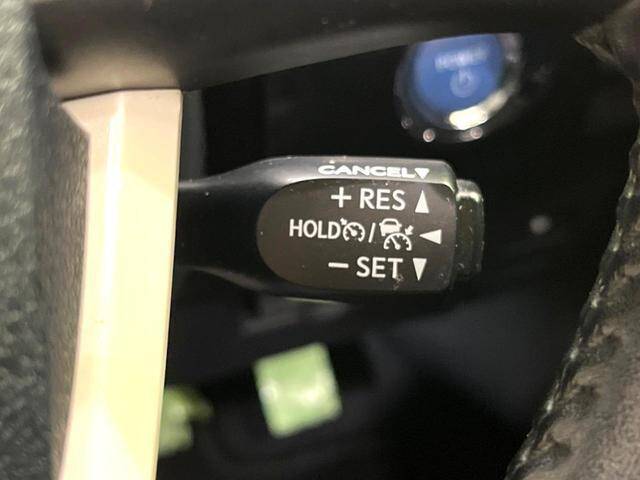 CANCEL▼
+ RES ▲
HOLD / ◀
− SET ▼